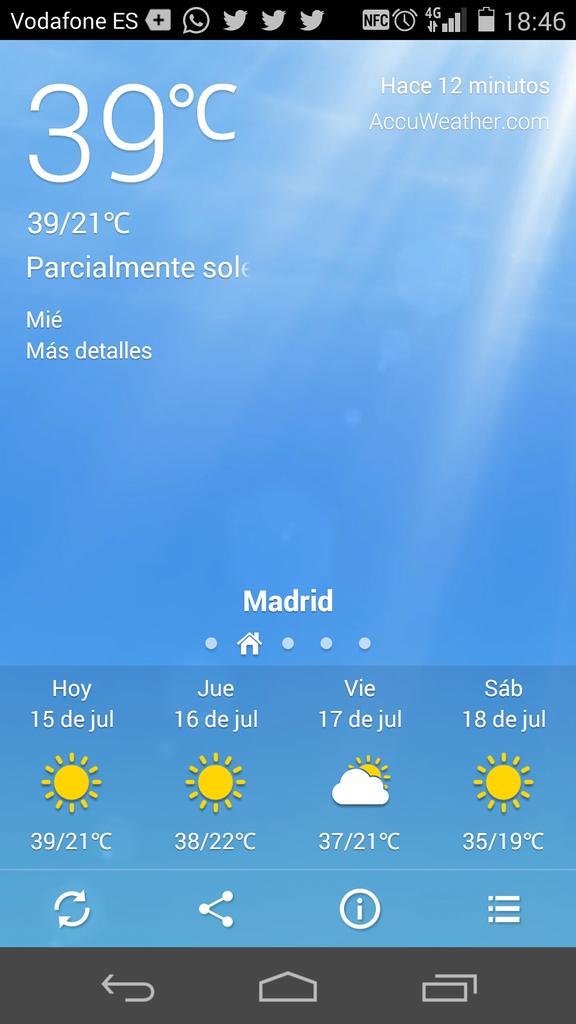 Vodafone ES
NFC
4G
18:46
39°C
Hace 12 minutos
AccuWeather.com
39/21°C
Parcialmente sole
Mié
Más detalles
Madrid
Hoy
15 de jul
39/21°C
Jue
16 de jul
38/22°C
Vie
17 de jul
37/21°C
Sáb
18 de jul
35/19°C